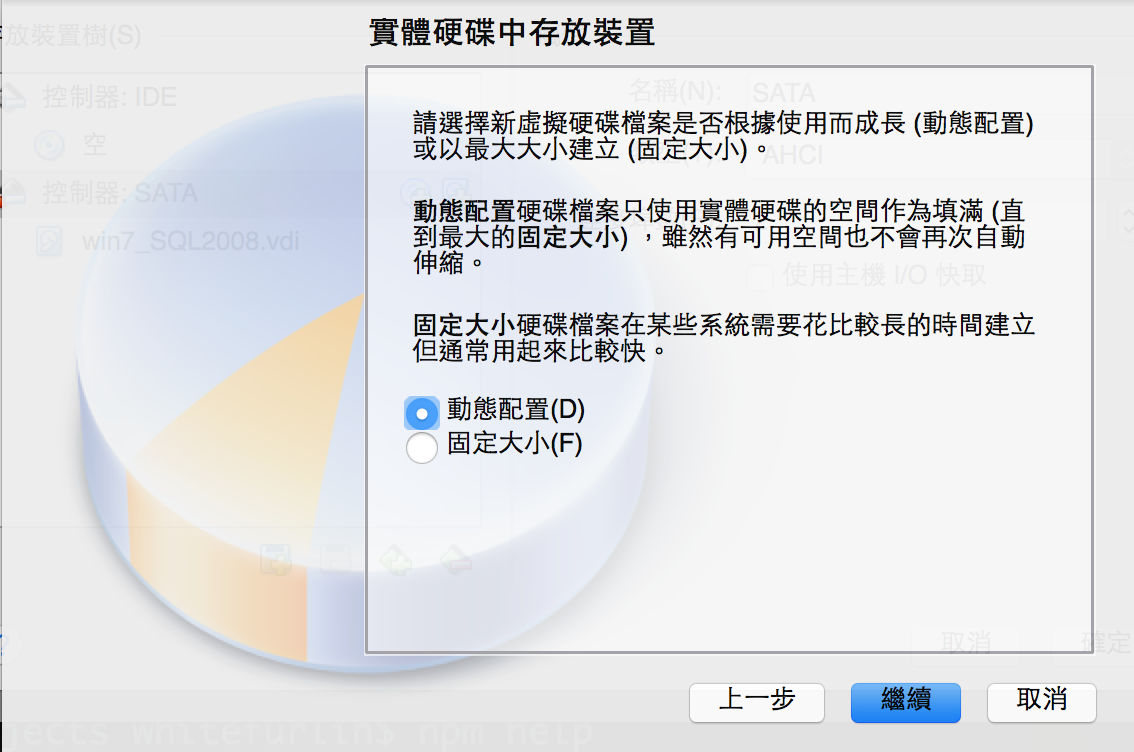 實體硬碟中存放裝置
放裝置樹(S)
控制器: IDE
名稱(N): SATA
請選擇新虛擬硬碟檔案是否根據使用而成長 (動態配置)
或以最大大小建立 (固定大小)。
空
AHCI
控制器: SATA
動態配置硬碟檔案只使用實體硬碟的空間作為填滿 (直
到最大的固定大小) ，雖然有可用空間也不會再次自動
伸縮。
win7_SQL2008.vdi
使用主機 I/O 快取
固定大小硬碟檔案在某些系統需要花比較長的時間建立
但通常用起來比較快。
動態配置(D)
固定大小(F)
取消
確定
上一步
繼續
取消
jects whitefurlin$ npm help